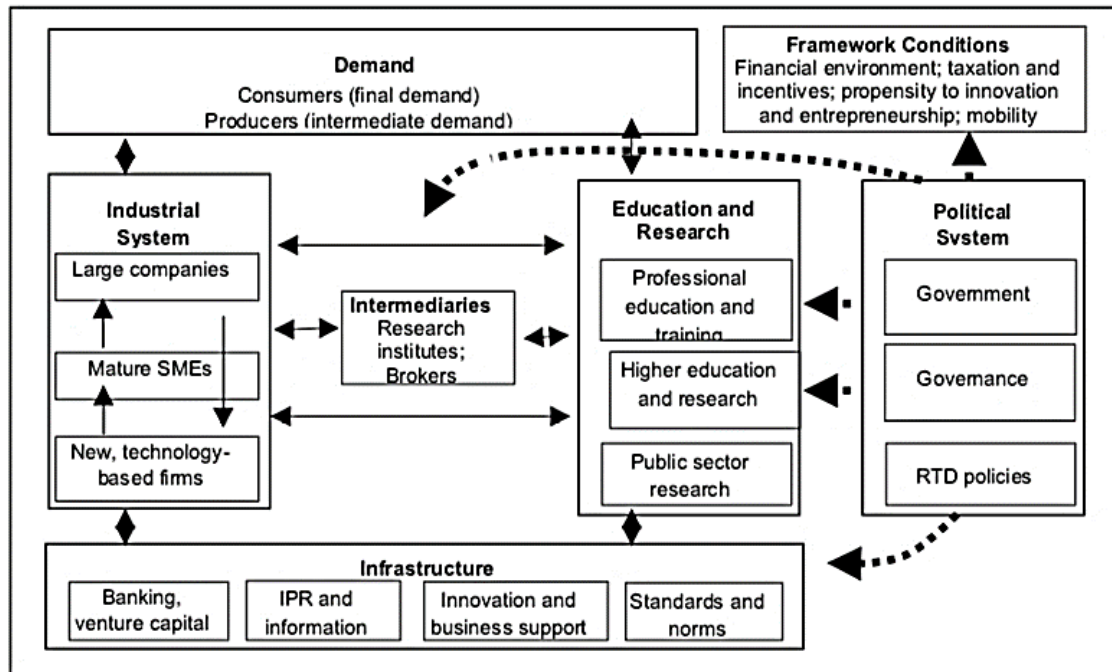 Demand
Consumers (final demand)
Producers (intermediate demand)
Framework Conditions
Financial environment; taxation and
incentives; propensity to innovation
and entrepreneurship; mobility
Industrial
System
Large companies
Mature SMEs
New, technology-
based firms
Intermediaries
Research
institutes;
Brokers
Education and
Research
Professional
education and
training
Higher education
and research
Public sector
research
Political
System
Government
Governance
RTD policies
Infrastructure
Banking,
venture capital
IPR and
information
Innovation and
business support
Standards and
norms